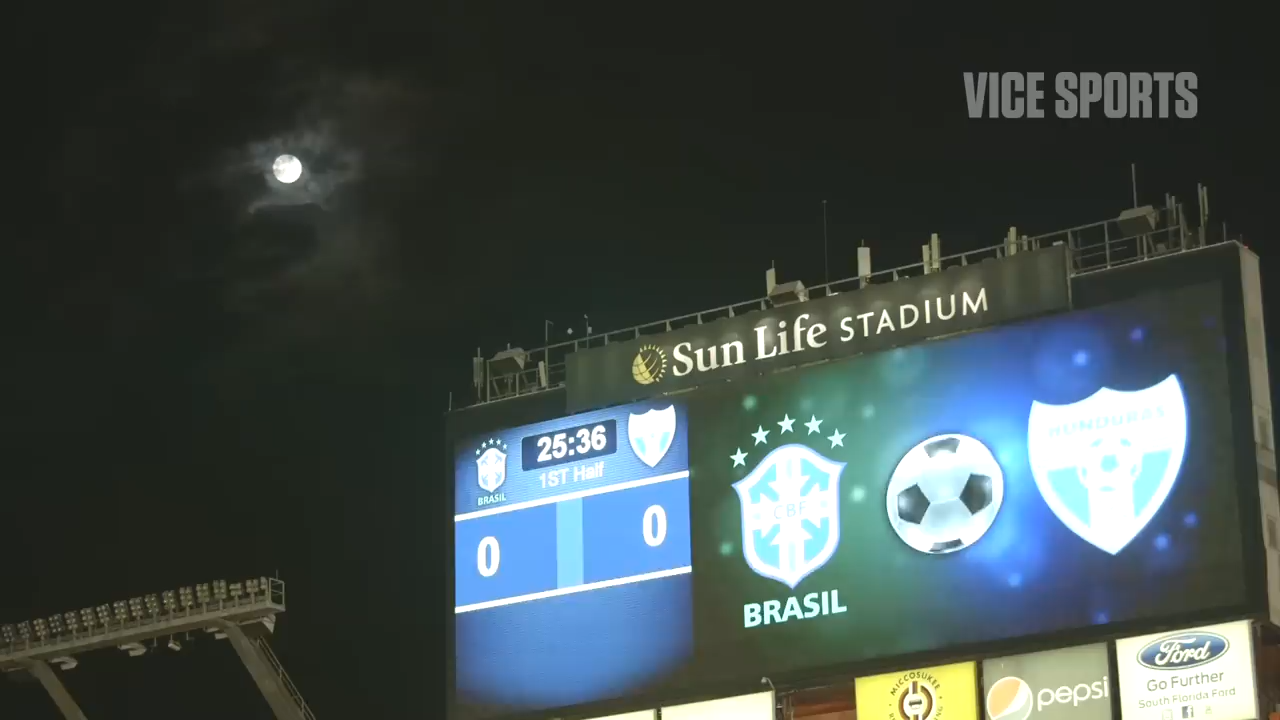 VICE SPORTS
Sun Life STADIUM
25:36
1ST Half
BRASIL
0
0
CBF
BRASIL
HONDURAS
MICCOSUKEE
pepsi
Ford
Go Further
South Florida Ford